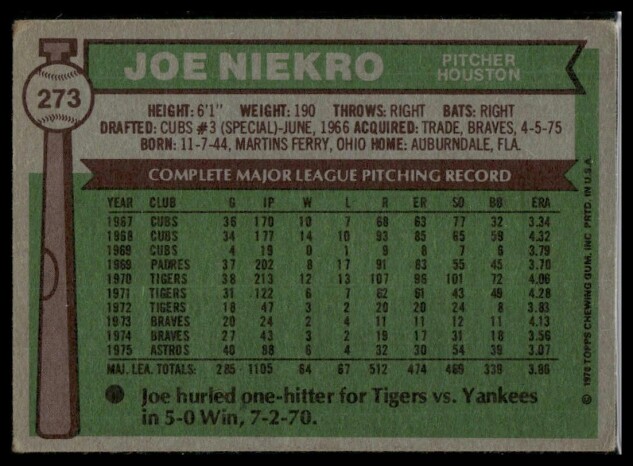 JOE NIEKRO
PITCHER
HOUSTON
273
HEIGHT: 6'1" WEIGHT: 190 THROWS: RIGHT BATS: RIGHT
DRAFTED: CUBS #3 (SPECIAL)-JUNE, 1966 ACQUIRED: TRADE, BRAVES, 4-5-75
BORN: 11-7-44, MARTINS FERRY, OHIO HOME: AUBURNDALE, FLA.
COMPLETE MAJOR LEAGUE PITCHING RECORD
YEAR CLUB G IP W L R ER SO BB ERA
1967 CUBS 36 170 10 7 68 63 77 32 3.34
1968 CUBS 34 177 14 10 93 85 65 59 4.32
1969 CUBS 4 19 0 1 9 8 7 6 3.79
1969 PADRES 37 202 8 17 91 83 55 45 3.70
1970 TIGERS 38 213 12 13 107 96 101 72 4.06
1971 TIGERS 31 122 6 7 62 58 43 49 4.28
1972 TIGERS 18 47 3 2 20 20 24 8 3.83
1973 BRAVES 20 24 2 4 11 11 12 11 4.13
1974 BRAVES 27 43 3 2 19 17 31 18 3.56
1975 ASTROS 40 88 6 4 32 30 54 39 3.07
MAJ. LEA. TOTALS: 285 1105 64 67 512 474 469 339 3.86
Joe hurled one-hitter for Tigers vs. Yankees
in 5-0 Win, 7-2-70.
© 1976 TOPPS CHEWING GUM, INC. PRTD. IN U.S.A.